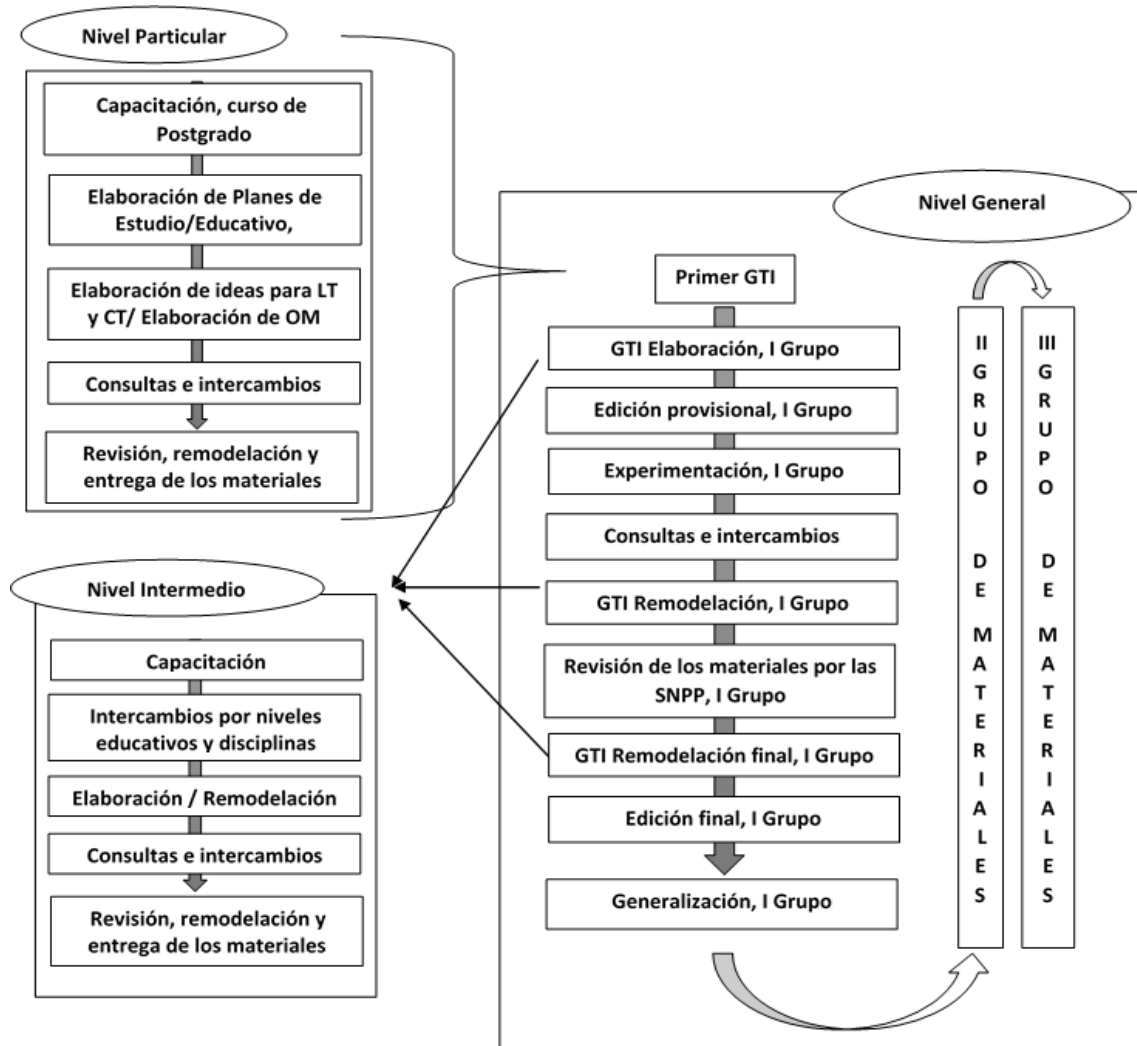 Nivel Particular
Capacitación, curso de
Postgrado
Elaboración de Planes de
Estudio/Educativo,
Elaboración de ideas para LT
y CT/ Elaboración de OM
Consultas e intercambios
Revisión, remodelación y
entrega de los materiales
Nivel Intermedio
Capacitación
Intercambios por niveles
educativos y disciplinas
Elaboración / Remodelación
Consultas e intercambios
Revisión, remodelación y
entrega de los materiales
Nivel General
Primer GTI
GTI Elaboración, I Grupo
Edición provisional, I Grupo
Experimentación, I Grupo
Consultas e intercambios
GTI Remodelación, I Grupo
Revisión de los materiales por las
SNPP, I Grupo
GTI Remodelación final, I Grupo
Edición final, I Grupo
Generalización, I Grupo
II GRUPO DE MATERIALES
III GRUPO DE MATERIALES